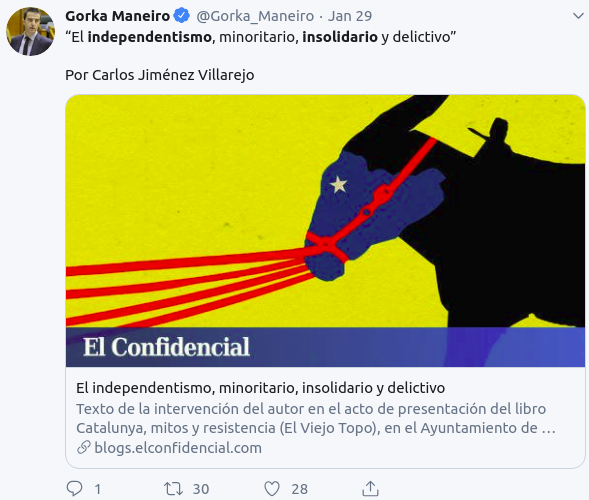 Gorka Maneiro @Gorka_Maneiro · Jan 29
“El independentismo, minoritario, insolidario y delictivo”
Por Carlos Jiménez Villarejo
El Confidencial
El independentismo, minoritario, insolidario y delictivo
Texto de la intervención del autor en el acto de presentación del libro
Catalunya, mitos y resistencia (El Viejo Topo), en el Ayuntamiento de …
blogs.elconfidencial.com
1 30 28